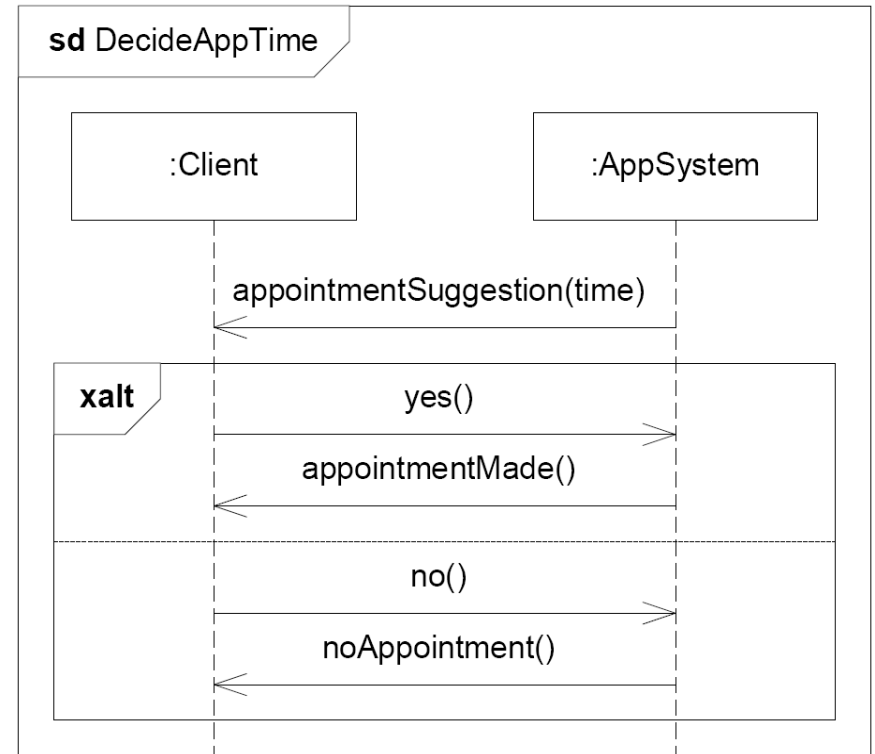 sd DecideAppTime
:Client
:AppSystem
appointmentSuggestion(time)
xalt
yes()
appointmentMade()
no()
noAppointment()